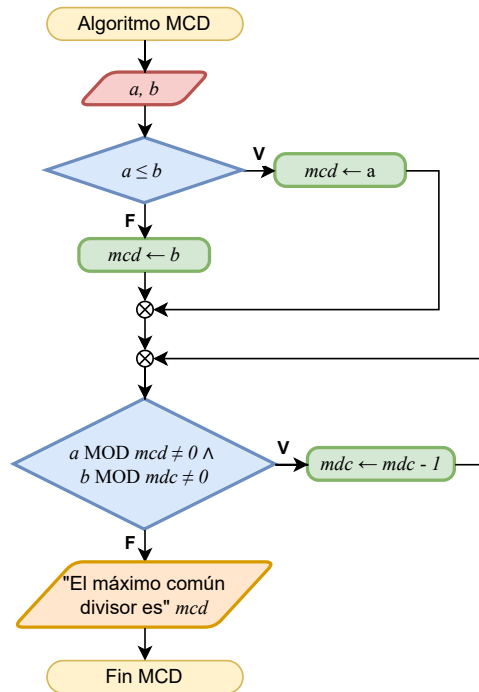 Algoritmo MCD
a, b
a ≤ b
V
mcd ← a
F
mcd ← b
a MOD mcd ≠ 0 ∧
b MOD mdc ≠ 0
V
mdc ← mdc - 1
F
"El máximo común
divisor es" mcd
Fin MCD